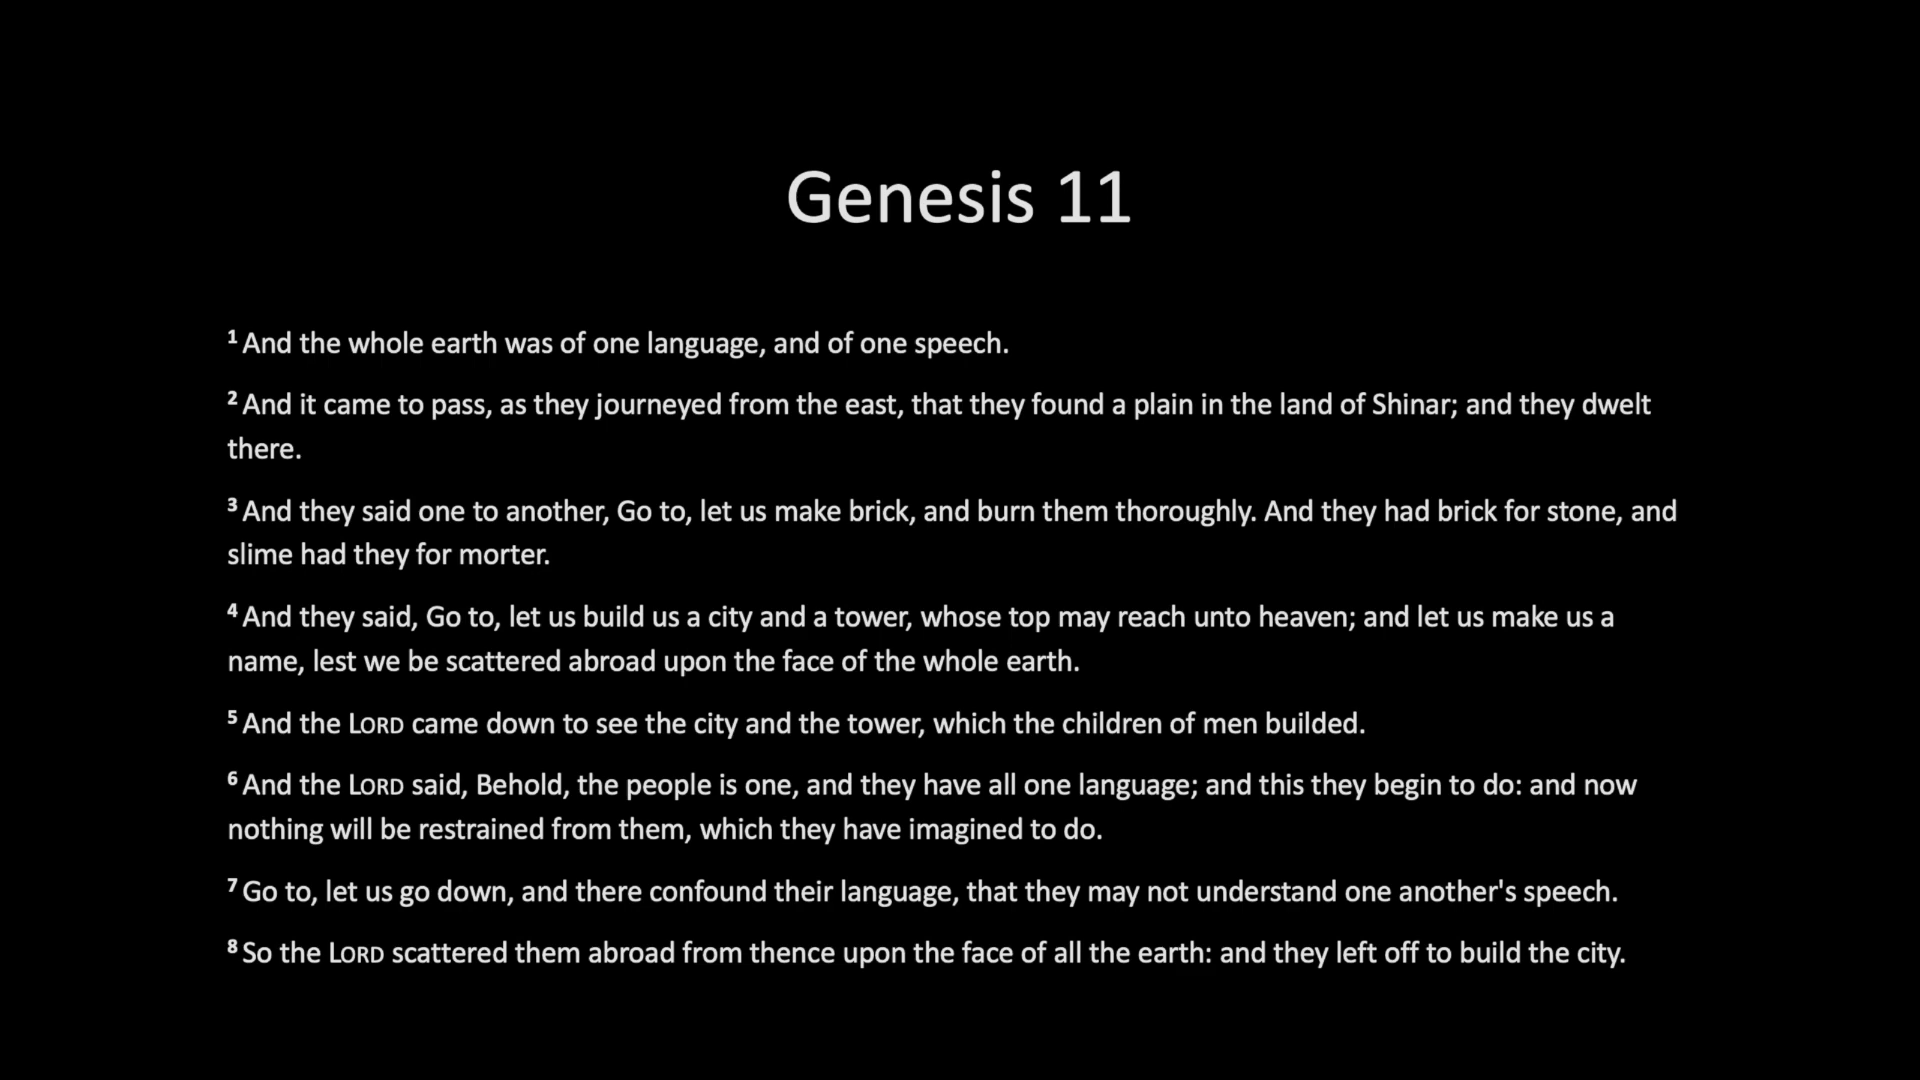 Genesis 11
1 And the whole earth was of one language, and of one speech.
2 And it came to pass, as they journeyed from the east, that they found a plain in the land of Shinar; and they dwelt
there.
3 And they said one to another, Go to, let us make brick, and burn them thoroughly. And they had brick for stone, and
slime had they for morter.
4 And they said, Go to, let us build us a city and a tower, whose top may reach unto heaven; and let us make us a
name, lest we be scattered abroad upon the face of the whole earth.
5 And the LORD came down to see the city and the tower, which the children of men builded.
6 And the LORD said, Behold, the people is one, and they have all one language; and this they begin to do: and now
nothing will be restrained from them, which they have imagined to do.
7 Go to, let us go down, and there confound their language, that they may not understand one another's speech.
8 So the LORD scattered them abroad from thence upon the face of all the earth: and they left off to build the city.